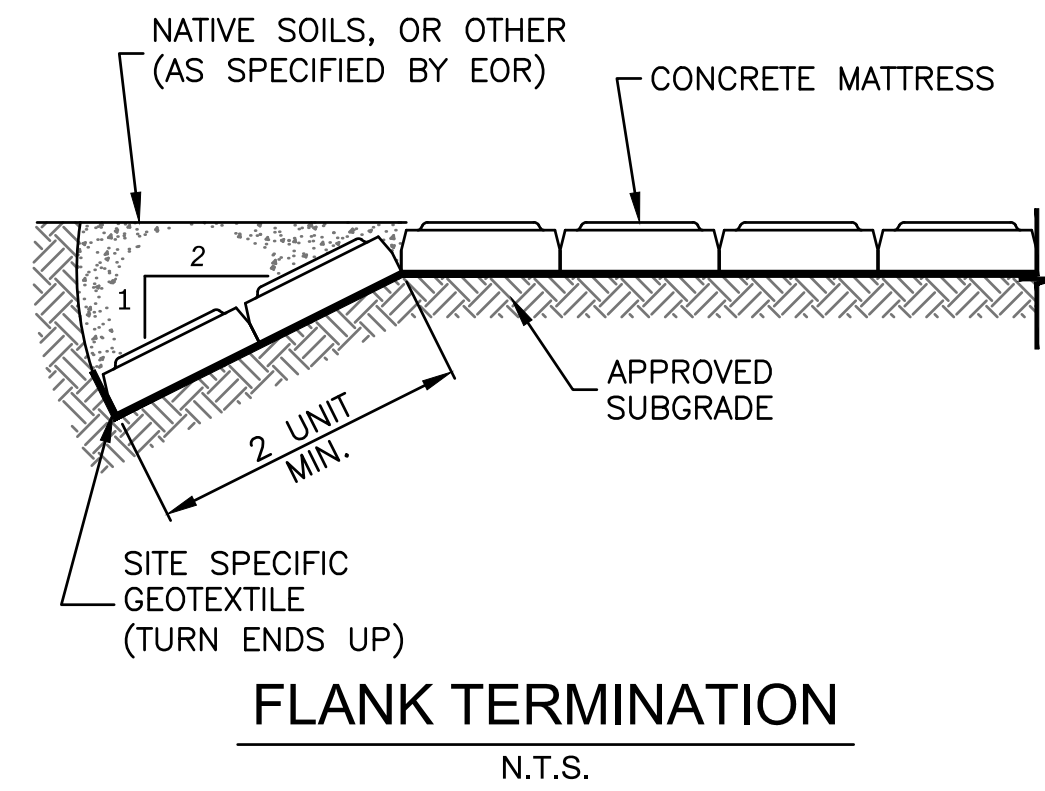 NATIVE SOILS, OR OTHER
(AS SPECIFIED BY EOR)
CONCRETE MATTRESS
2
1
APPROVED
SUBGRADE
2 UNIT
MIN.
SITE SPECIFIC
GEOTEXTILE
(TURN ENDS UP)
FLANK TERMINATION
N.T.S.